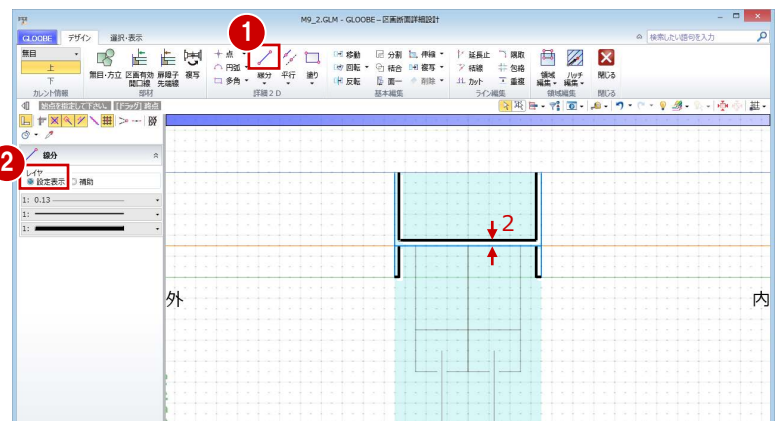 M9_2.GLM - GLOOBE - 区画断面詳細設計
GLOOBE デザイン 選択・表示
検索したい語句を入力
無目
上
下
カレント情報
無目・方立 区画有効開口線 扉障子先端線 複写
部材
点
円弧
多角
線分 平行 塗り
詳細2D
移動 分割 伸縮
回転 結合 複写
反転 面一 削除
基本編集
延長止 隅取
結線 包絡
カット 重複
ライン編集
領域編集 ハッチ編集
領域編集
閉じる
閉じる
始点を指定して下さい。 [ドラッグ] 終点
線分
レイヤ
設定表示 補助
1: 0.13
1:
1:
1
2
2
外
内